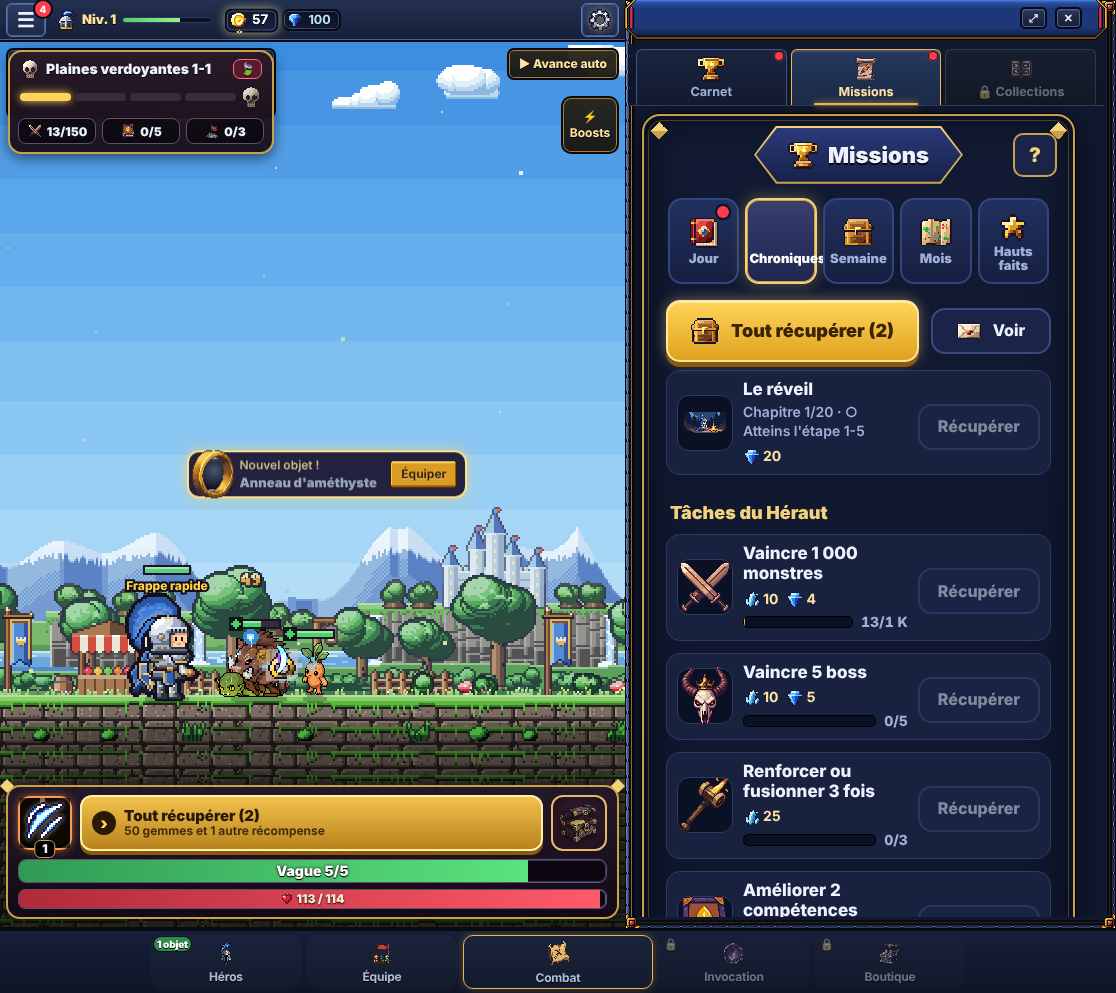 4
Niv. 1
57
100
Plaines verdoyantes 1-1
13/150
0/5
0/3
Avance auto
Boosts
Nouvel objet !
Anneau d'améthyste
Équiper
49
Frappe rapide
1
Tout récupérer (2)
50 gemmes et 1 autre récompense
Vague 5/5
113 / 114
Carnet
Missions
Collections
Missions
?
Jour
Chroniques
Semaine
Mois
Hauts
faits
Tout récupérer (2)
Voir
Le réveil
Chapitre 1/20 · O
Atteins l'étape 1-5
20
Récupérer
Tâches du Héraut
Vaincre 1 000
monstres
10 4
13/1 K
Récupérer
Vaincre 5 boss
10 5
0/5
Récupérer
Renforcer ou
fusionner 3 fois
25
0/3
Récupérer
Améliorer 2
compétences
1 objet
Héros
Équipe
Combat
Invocation
Boutique